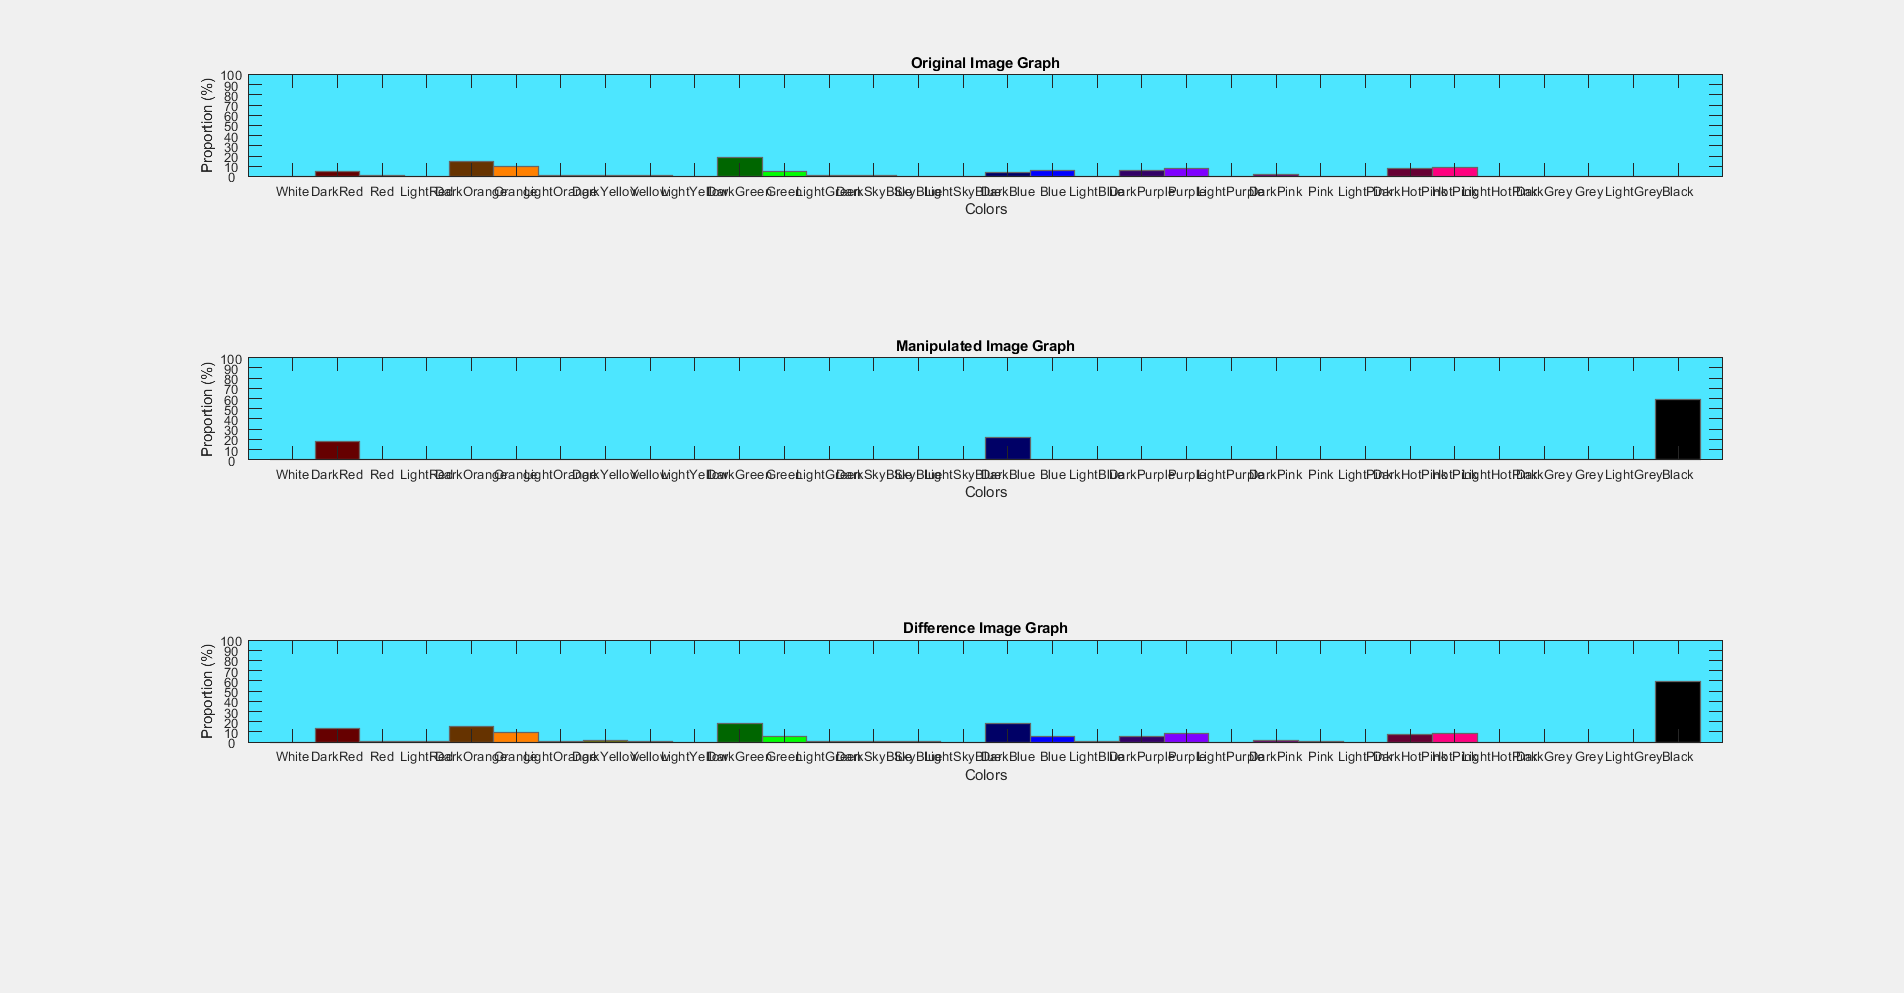 Original Image Graph
Proportion (%)
100
90
80
70
60
50
40
30
20
10
0
White DarkRed Red LightRed DarkOrange Orange LightOrange DarkYellow Yellow LightYellow DarkGreen Green LightGreen DarkSkyBlue SkyBlue LightSkyBlue DarkBlue Blue LightBlue DarkPurple Purple LightPurple DarkPink Pink LightPink DarkHotPink HotPink LightHotPink DarkGrey Grey LightGrey Black
Colors
Manipulated Image Graph
Proportion (%)
100
90
80
70
60
50
40
30
20
10
0
White DarkRed Red LightRed DarkOrange Orange LightOrange DarkYellow Yellow LightYellow DarkGreen Green LightGreen DarkSkyBlue SkyBlue LightSkyBlue DarkBlue Blue LightBlue DarkPurple Purple LightPurple DarkPink Pink LightPink DarkHotPink HotPink LightHotPink DarkGrey Grey LightGrey Black
Colors
Difference Image Graph
Proportion (%)
100
90
80
70
60
50
40
30
20
10
0
White DarkRed Red LightRed DarkOrange Orange LightOrange DarkYellow Yellow LightYellow DarkGreen Green LightGreen DarkSkyBlue SkyBlue LightSkyBlue DarkBlue Blue LightBlue DarkPurple Purple LightPurple DarkPink Pink LightPink DarkHotPink HotPink LightHotPink DarkGrey Grey LightGrey Black
Colors